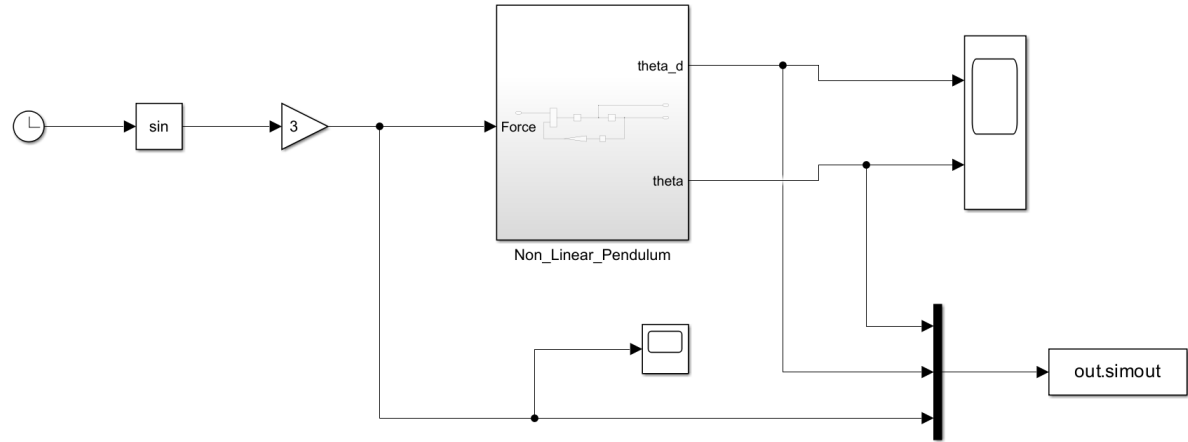 theta_d
sin
3
Force
theta
Non_Linear_Pendulum
out.simout